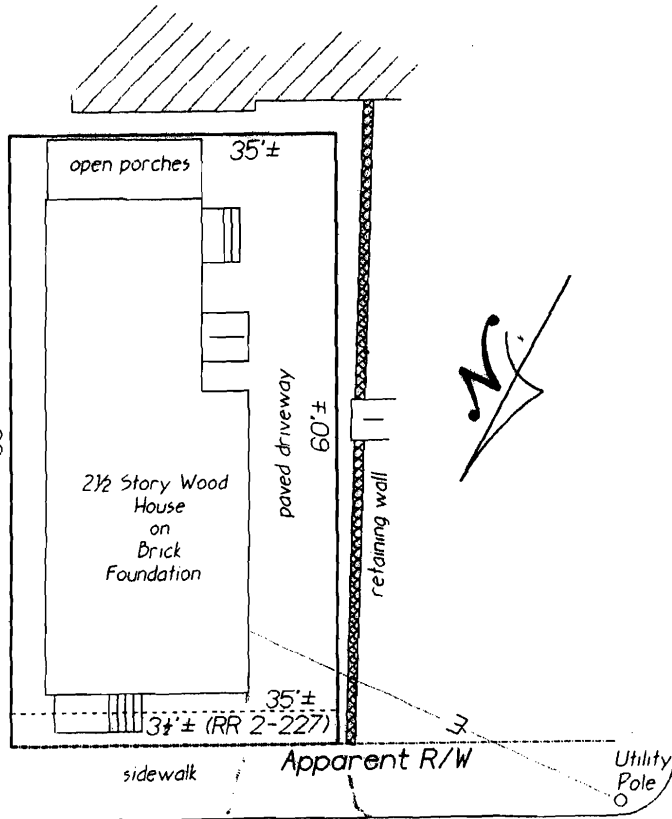 35'±
open porches
N.
60'±
paved driveway
2½ Story Wood
House
on
Brick
Foundation
retaining wall
35'±
(RR 2-227)
Apparent R/W
sidewalk
Utility
Pole